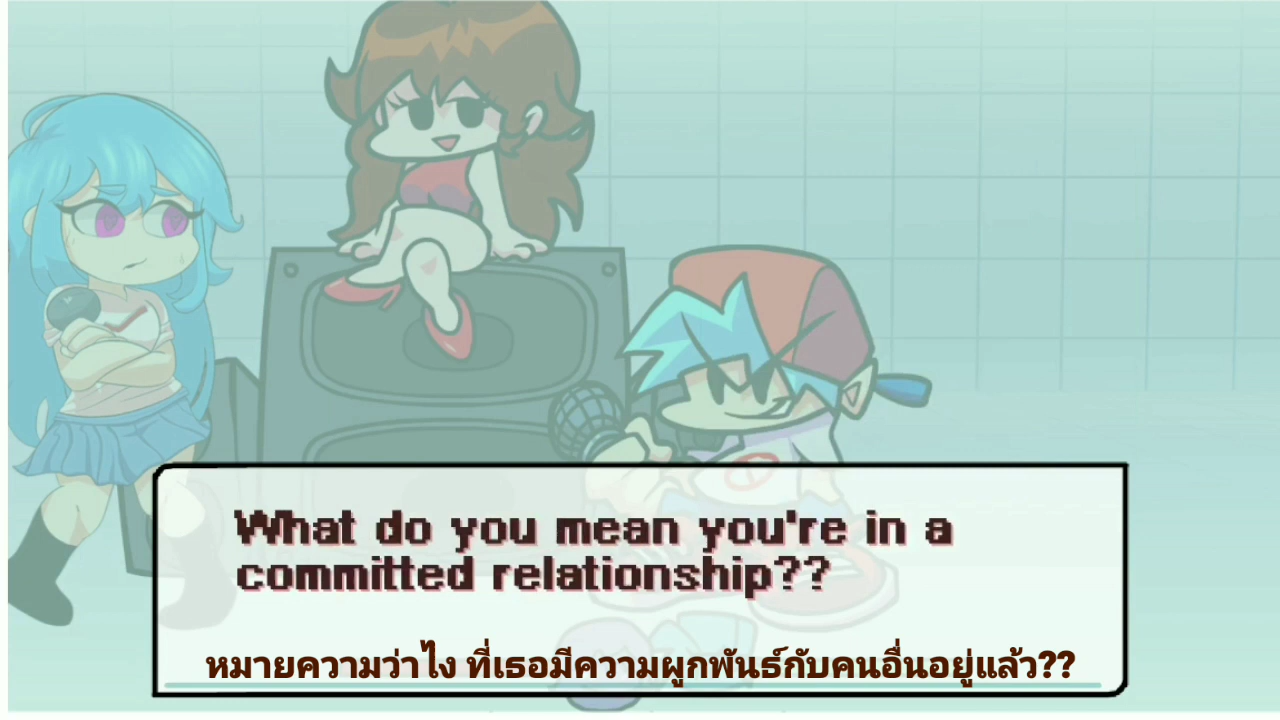 What do you mean you're in a
committed relationship??
หมายความว่าไง ที่เธอมีความผูกพันธ์กับคนอื่นอยู่แล้ว??